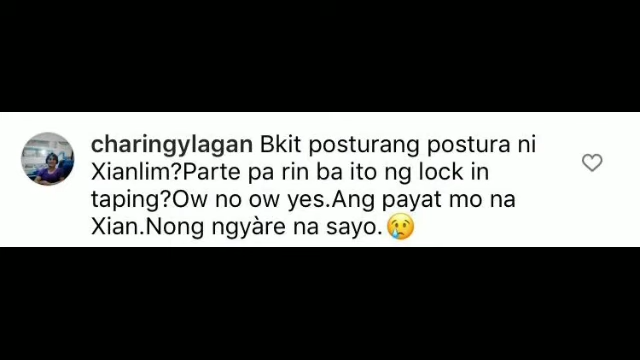 charingylagan Bkit posturang postura ni
Xianlim?Parte pa rin ba ito ng lock in
taping?Ow no ow yes.Ang payat mo na
Xian.Nong ngyàre na sayo.😢